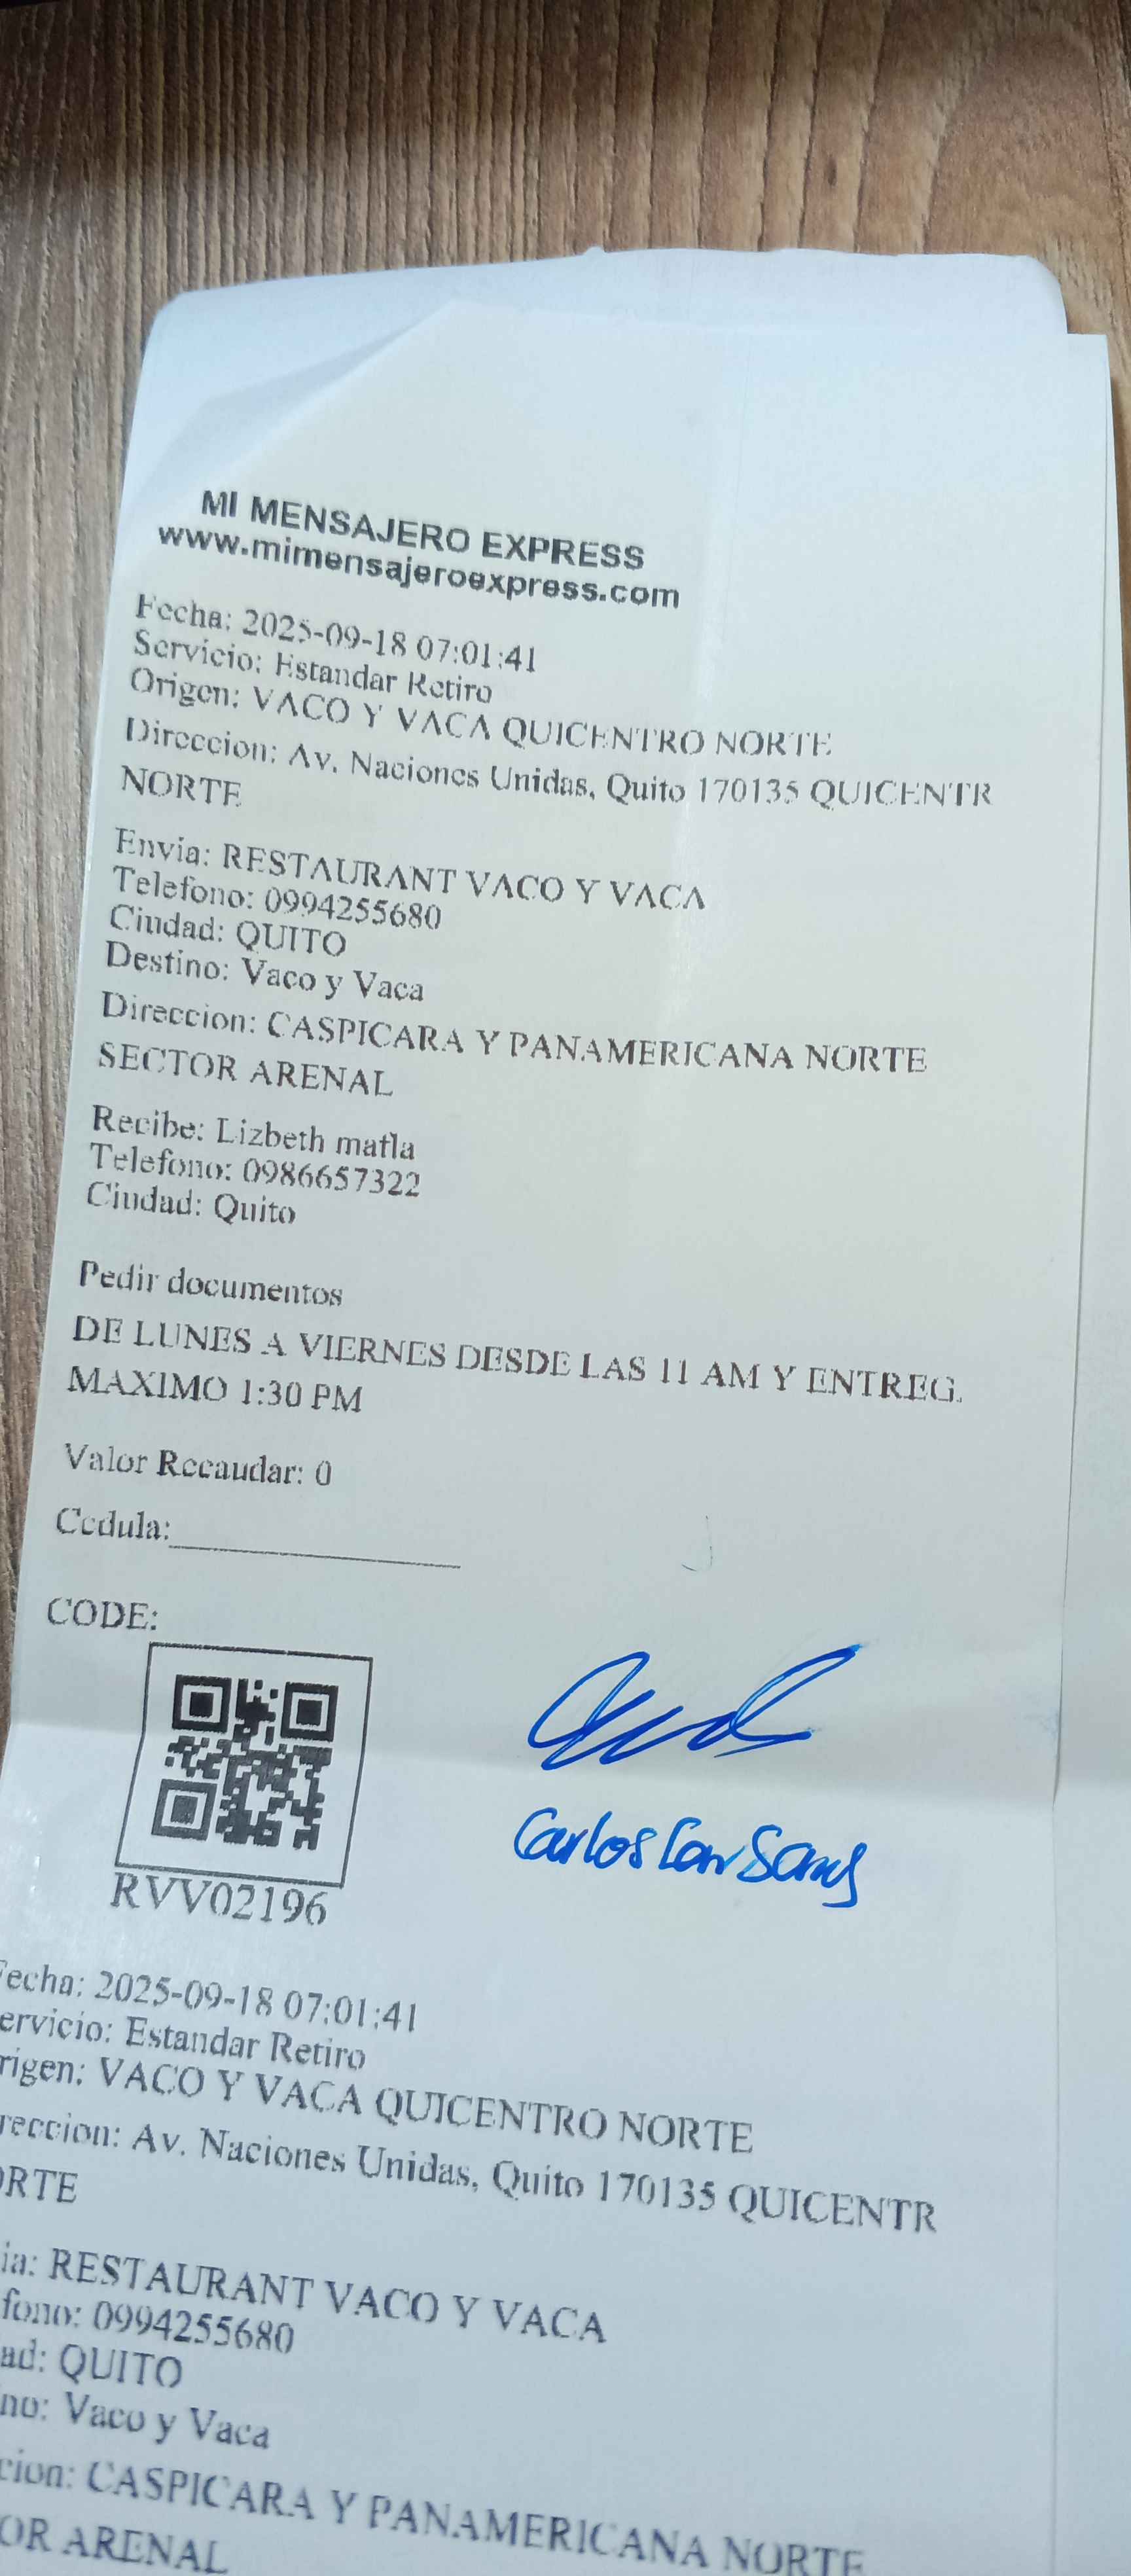 MI MENSAJERO EXPRESS
www.mimensajeroexpress.com
Fecha: 2025-09-18 07:01:41
Servicio: Estandar Retiro
Origen: VACO Y VACA QUICENTRO NORTE
Direccion: Av. Naciones Unidas, Quito 170135 QUICENTR
NORTE
Envia: RESTAURANT VACO Y VACA
Telefono: 0994255680
Ciudad: QUITO
Destino: Vaco y Vaca
Direccion: CASPICARA Y PANAMERICANA NORTE
SECTOR ARENAL
Recibe: Lizbeth mafla
Telefono: 0986657322
Ciudad: Quito
Pedir documentos
DE LUNES A VIERNES DESDE LAS 11 AM Y ENTREG.
MAXIMO 1:30 PM
Valor Recaudar: 0
Cedula:
CODE:
Carlos
RVV02196
Fecha: 2025-09-18 07:01:41
ervicio: Estandar Retiro
rigen: VACO Y VACA QUICENTRO NORTE
reccion: Av. Naciones Unidas, Quito 170135 QUICENTR
ORTE
ia: RESTAURANT VACO Y VACA
fono: 0994255680
ad: QUITO
no: Vaco y Vaca
cion: CASPICARA Y PANAMERICANA NORTE
OR ARENAL